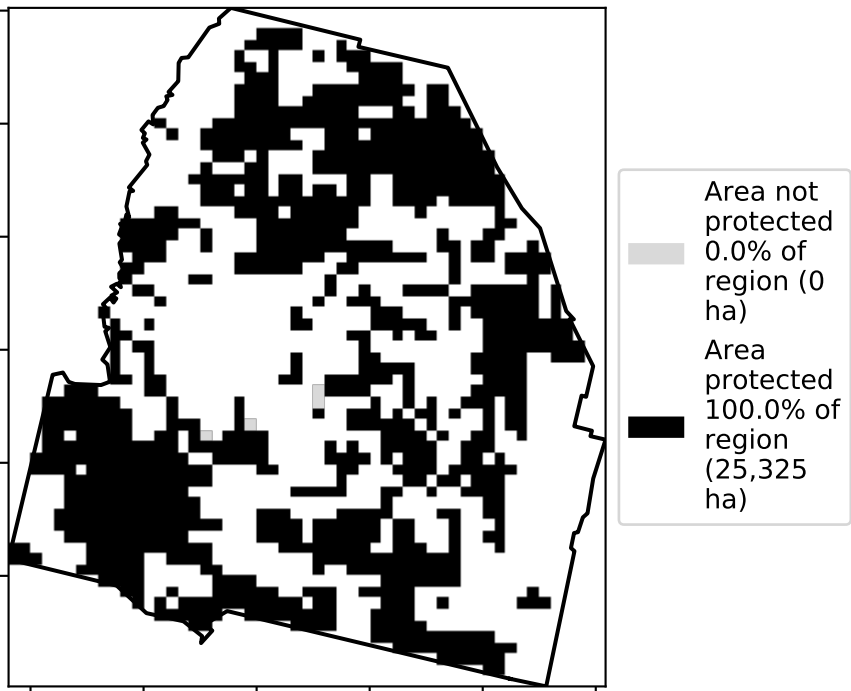 Area not
protected
0.0% of
region (0
ha)
Area
protected
100.0% of
region
(25,325
ha)